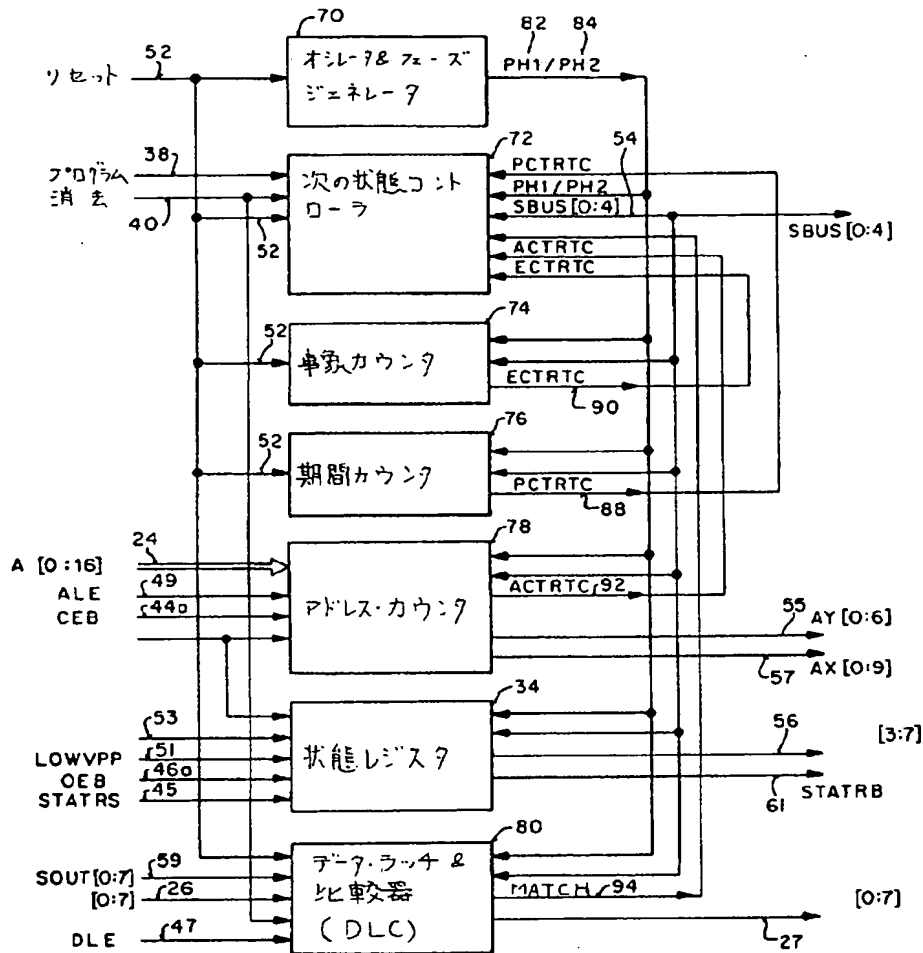 70
82
84
52
リセット
オシレータ&フェーズ
ジェネレータ
PH1/PH2
72
54
プログラム
38
消去
40
52
次の状態コント
ローラ
PCTRTC
PH1/PH2
SBUS[0:4]
SBUS[0:4]
ACTRTC
ECTRTC
74
52
事象カウンタ
ECTRTC
90
76
52
期間カウンタ
PCTRTC
88
78
24
A [0:16]
49
ALE
44a
CEB
アドレス・カウンタ
ACTRTC
92
55
AY[0:6]
57
AX[0:9]
34
53
LOWVPP
51
OEB
46a
STATRS
45
状態レジスタ
56
[3:7]
61
STATRB
80
59
SOUT[0:7]
[0:7]
26
DLE
47
データ・ラッチ&
比較器
(DLC)
MATCH
94
[0:7]
27